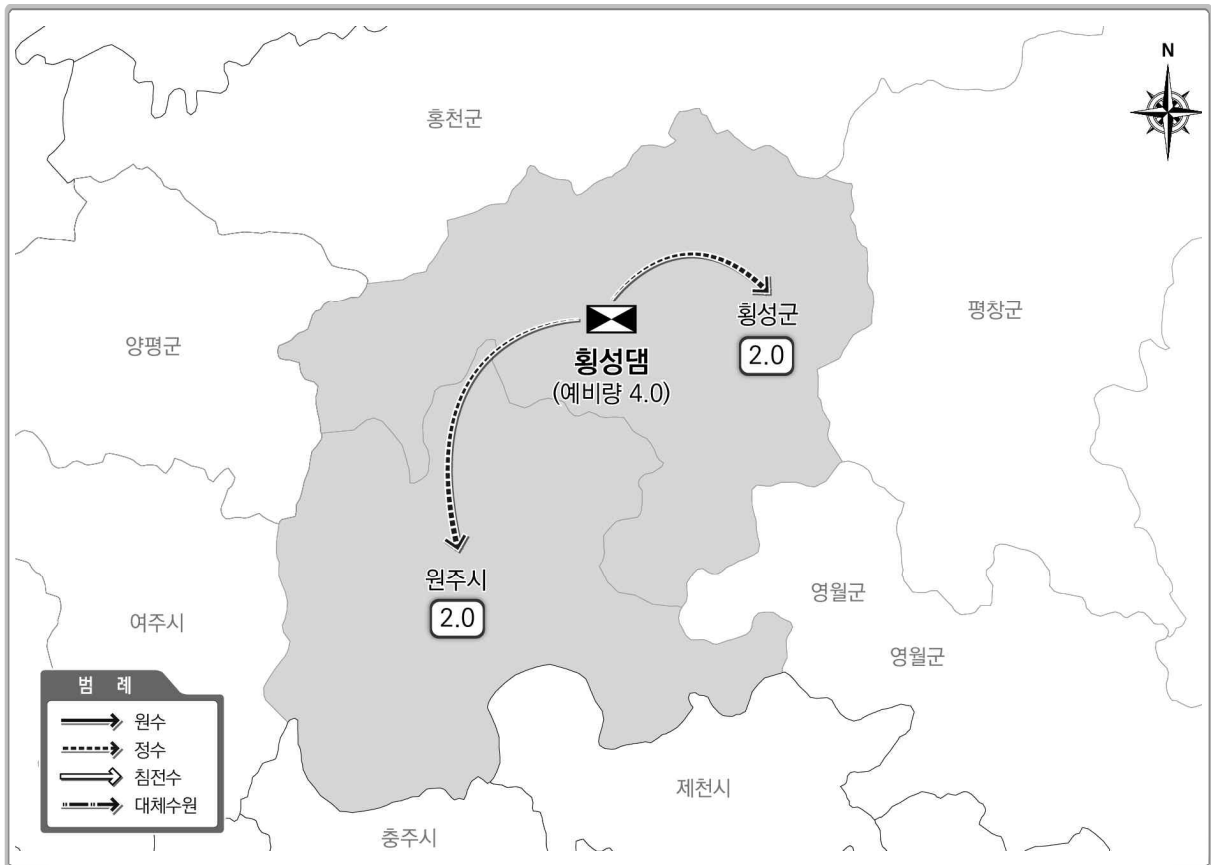 N
홍천군
양평군
평창군
횡성군
2.0
횡성댐
(예비량 4.0)
원주시
2.0
여주시
영월군
영월군
제천시
충주시
범 례
원수
정수
침전수
대체수원